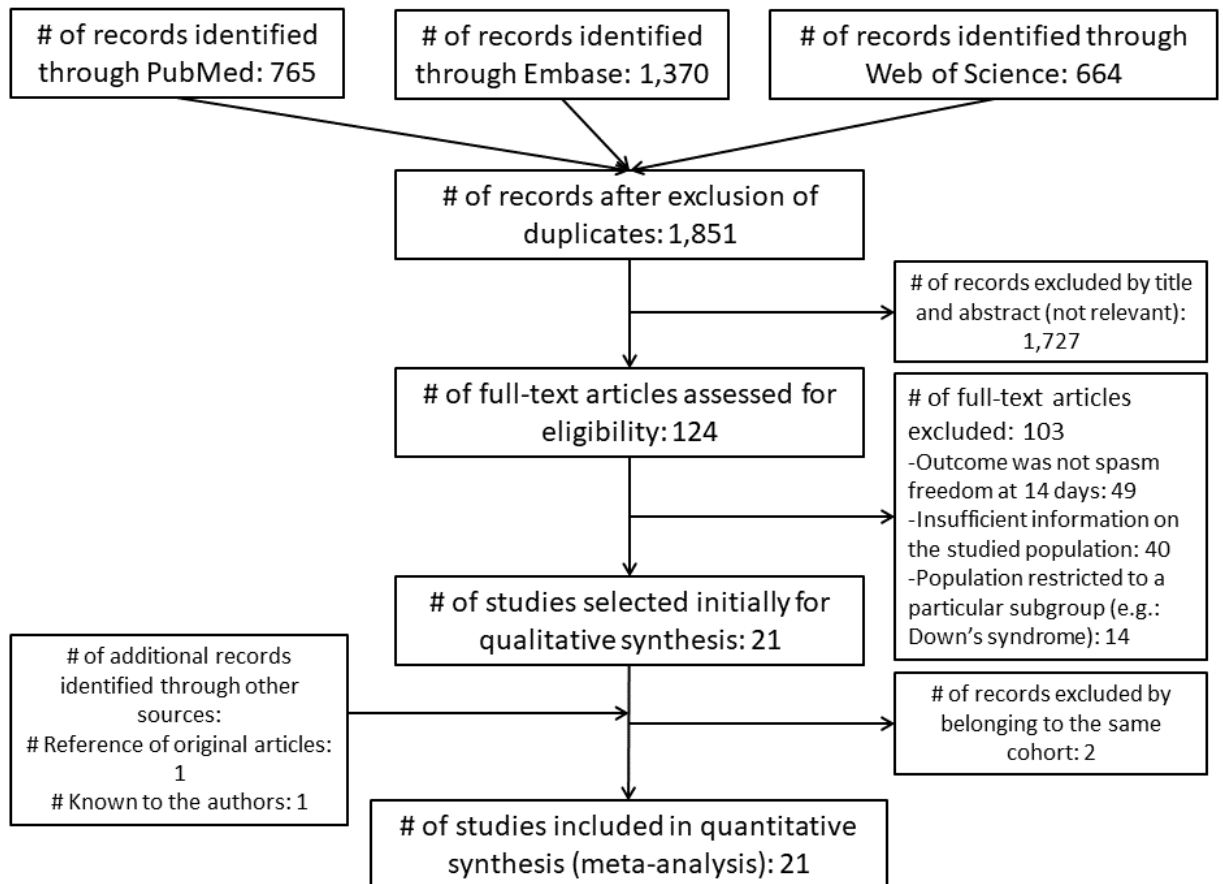 # of records identified
through PubMed: 765
# of records identified
through Embase: 1,370
# of records identified through
Web of Science: 664
# of records after exclusion of
duplicates: 1,851
# of records excluded by title
and abstract (not relevant):
1,727
# of full-text articles assessed for
eligibility: 124
# of full-text articles
excluded: 103
-Outcome was not spasm
freedom at 14 days: 49
-Insufficient information on
the studied population: 40
-Population restricted to a
particular subgroup (e.g.:
Down’s syndrome): 14
# of studies selected initially for
qualitative synthesis: 21
# of additional records
identified through other
sources:
# Reference of original articles:
1
# Known to the authors: 1
# of records excluded by
belonging to the same
cohort: 2
# of studies included in quantitative
synthesis (meta-analysis): 21